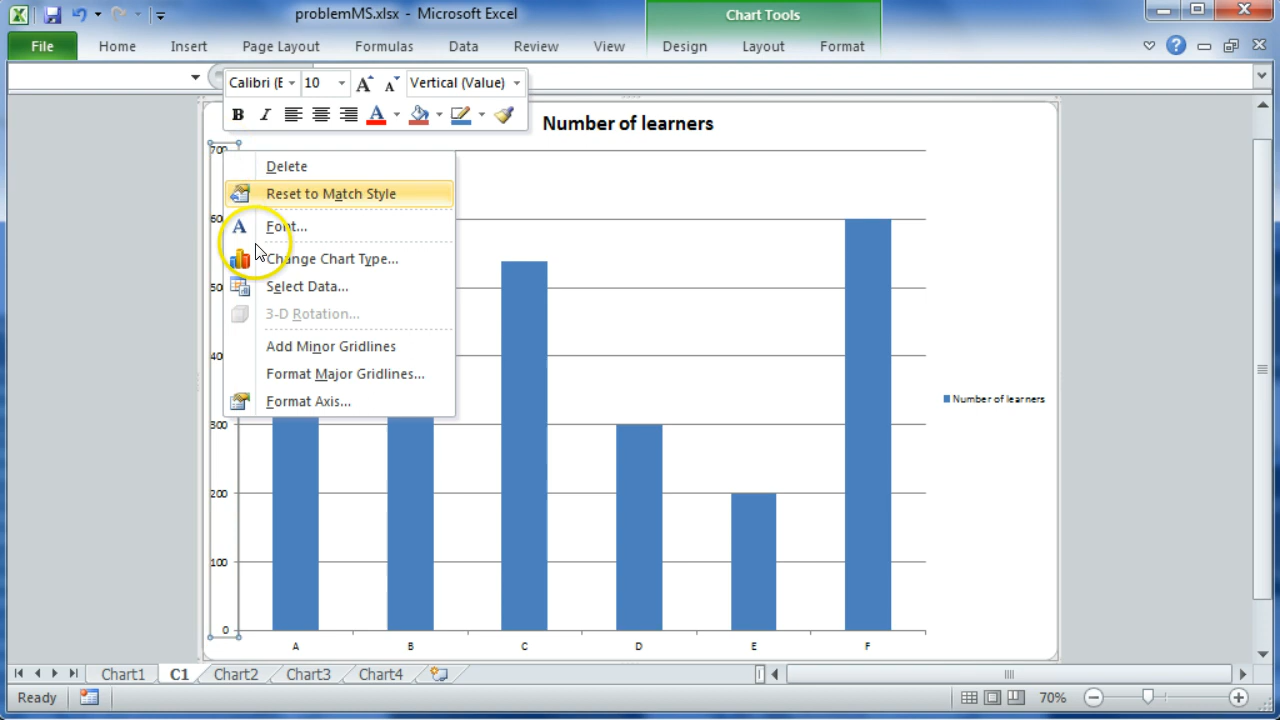 problemMS.xlsx - Microsoft Excel
Chart Tools
File Home Insert Page Layout Formulas Data Review View Design Layout Format
Calibri (E 10 Vertical (Value)
B I A
Number of learners
700
Delete
Reset to Match Style
A Font...
Change Chart Type...
Select Data...
3-D Rotation...
Add Minor Gridlines
Format Major Gridlines...
Format Axis...
Number of learners
300
200
100
0
A B C D E F
Chart1 C1 Chart2 Chart3 Chart4
Ready 70%